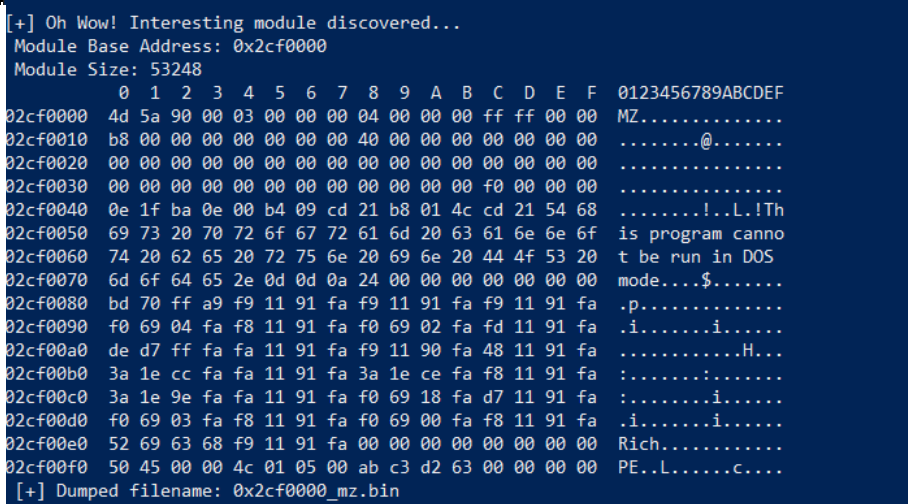 [+] Oh Wow! Interesting module discovered...
Module Base Address: 0x2cf0000
Module Size: 53248
0 1 2 3 4 5 6 7 8 9 A B C D E F 0123456789ABCDEF
02cf0000 4d 5a 90 00 03 00 00 00 04 00 00 00 ff ff 00 00 MZ..............
02cf0010 b8 00 00 00 00 00 00 00 40 00 00 00 00 00 00 00 ........@.......
02cf0020 00 00 00 00 00 00 00 00 00 00 00 00 00 00 00 00 ................
02cf0030 00 00 00 00 00 00 00 00 00 00 00 00 f0 00 00 00 ................
02cf0040 0e 1f ba 0e 00 b4 09 cd 21 b8 01 4c cd 21 54 68 ........!..L.!Th
02cf0050 69 73 20 70 72 6f 67 72 61 6d 20 63 61 6e 6e 6f is program canno
02cf0060 74 20 62 65 20 72 75 6e 20 69 6e 20 44 4f 53 20 t be run in DOS
02cf0070 6d 6f 64 65 2e 0d 0d 0a 24 00 00 00 00 00 00 00 mode....$.......
02cf0080 bd 70 ff a9 f9 11 91 fa f9 11 91 fa f9 11 91 fa .p..............
02cf0090 f0 69 04 fa f8 11 91 fa f0 69 02 fa fd 11 91 fa .i.......i......
02cf00a0 de d7 ff fa fa 11 91 fa f9 11 90 fa 48 11 91 fa ............H...
02cf00b0 3a 1e cc fa fa 11 91 fa 3a 1e ce fa f8 11 91 fa :.......:.......
02cf00c0 3a 1e 9e fa fa 11 91 fa f0 69 18 fa d7 11 91 fa :........i......
02cf00d0 f0 69 03 fa f8 11 91 fa f0 69 00 fa f8 11 91 fa .i.......i......
02cf00e0 52 69 63 68 f9 11 91 fa 00 00 00 00 00 00 00 00 Rich............
02cf00f0 50 45 00 00 4c 01 05 00 ab c3 d2 63 00 00 00 00 PE..L......c....
[+] Dumped filename: 0x2cf0000_mz.bin